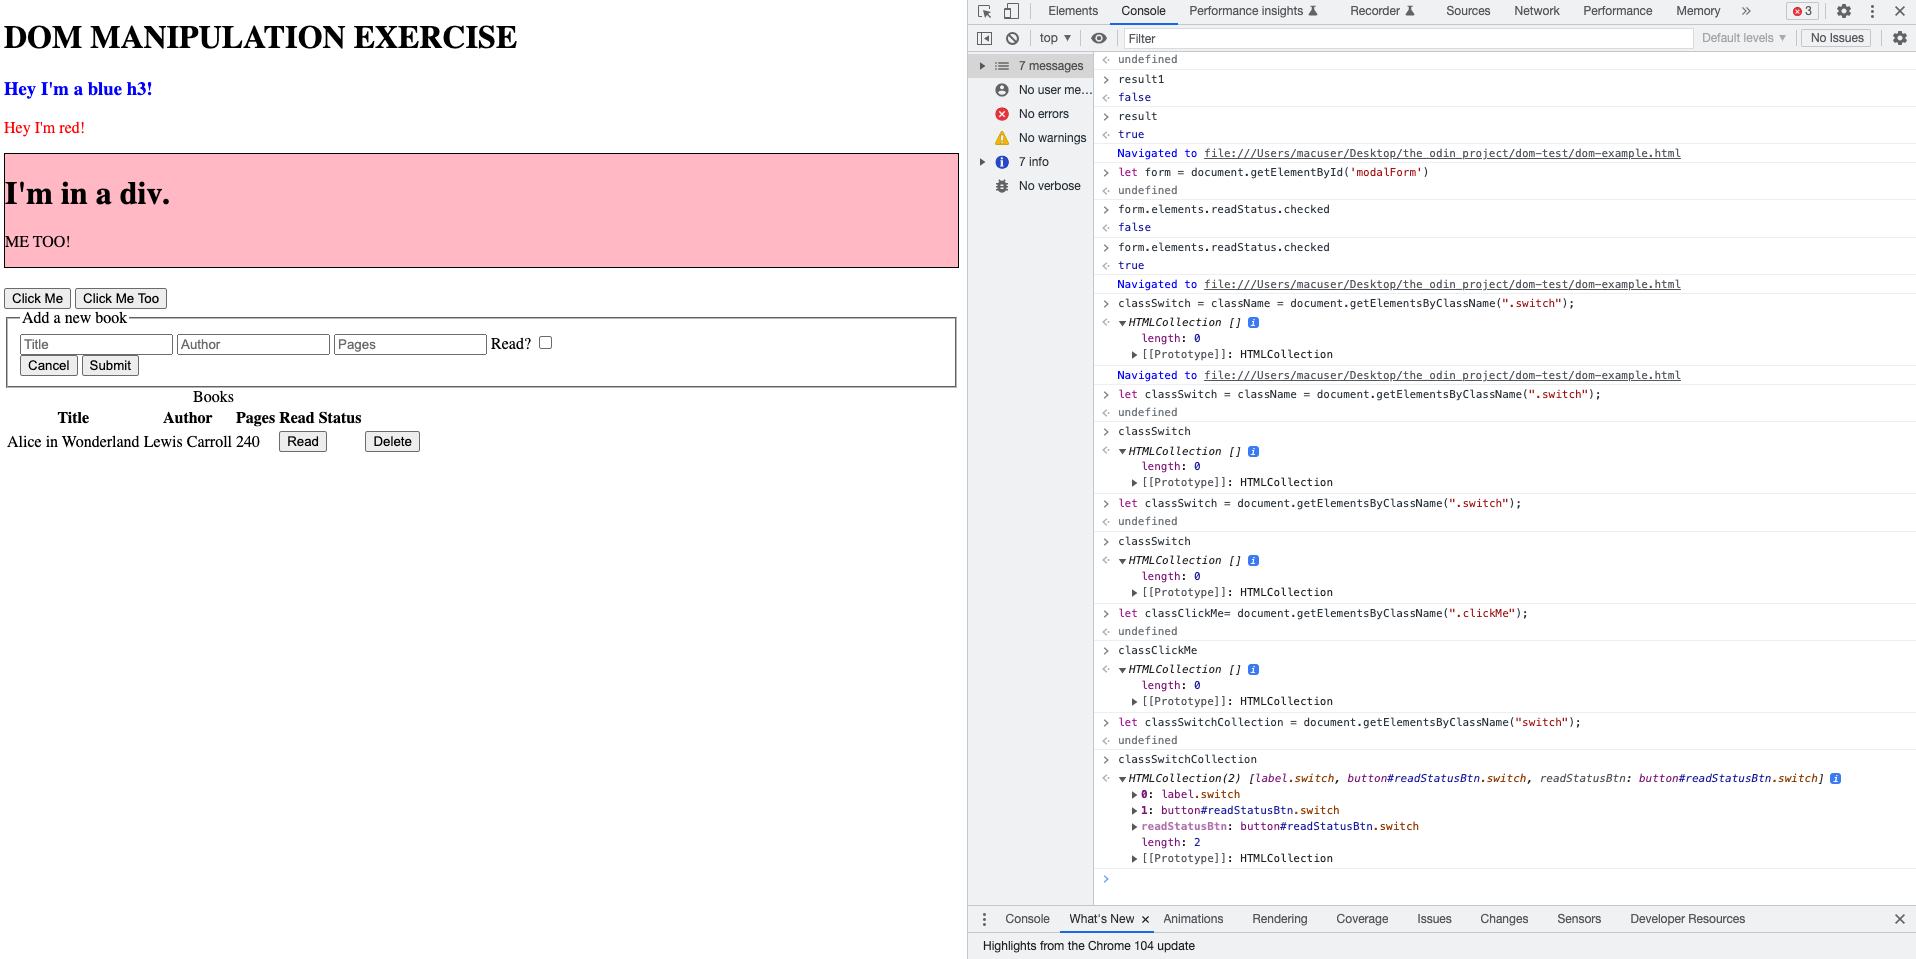 DOM MANIPULATION EXERCISE
Hey I'm a blue h3!
Hey I'm red!
I'm in a div.
ME TOO!
Click Me Click Me Too
Add a new book
Title Author Pages Read?
Cancel Submit
Books
Title Author Pages Read Status
Alice in Wonderland Lewis Carroll 240 Read Delete
Elements Console Performance insights Recorder Sources Network Performance Memory » 3
top ▼ Filter Default levels ▼ No Issues
7 messages
No user me...
No errors
No warnings
7 info
No verbose
undefined
result1
false
result
true
Navigated to file:///Users/macuser/Desktop/the odin project/dom-test/dom-example.html
let form = document.getElementById('modalForm')
undefined
form.elements.readStatus.checked
false
form.elements.readStatus.checked
true
Navigated to file:///Users/macuser/Desktop/the odin project/dom-test/dom-example.html
classSwitch = className = document.getElementsByClassName(".switch");
HTMLCollection [] i
length: 0
[[Prototype]]: HTMLCollection
Navigated to file:///Users/macuser/Desktop/the odin project/dom-test/dom-example.html
let classSwitch = className = document.getElementsByClassName(".switch");
undefined
classSwitch
HTMLCollection [] i
length: 0
[[Prototype]]: HTMLCollection
let classSwitch = document.getElementsByClassName(".switch");
undefined
classSwitch
HTMLCollection [] i
length: 0
[[Prototype]]: HTMLCollection
let classClickMe= document.getElementsByClassName(".clickMe");
undefined
classClickMe
HTMLCollection [] i
length: 0
[[Prototype]]: HTMLCollection
let classSwitchCollection = document.getElementsByClassName("switch");
undefined
classSwitchCollection
HTMLCollection(2) [label.switch, button#readStatusBtn.switch, readStatusBtn: button#readStatusBtn.switch] i
0: label.switch
1: button#readStatusBtn.switch
readStatusBtn: button#readStatusBtn.switch
length: 2
[[Prototype]]: HTMLCollection
Console What's New × Animations Rendering Coverage Issues Changes Sensors Developer Resources
Highlights from the Chrome 104 update